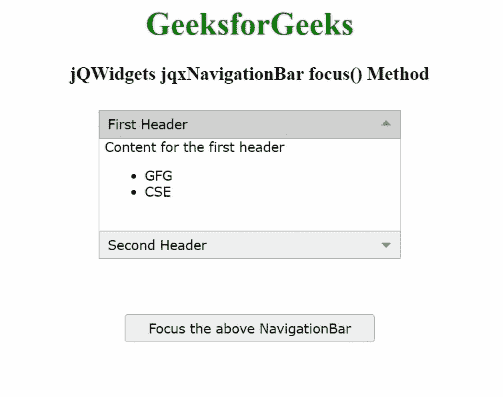 GeeksforGeeks
jQWidgets jqxNavigationBar focus() Method
First Header
Content for the first header
GFG
CSE
Second Header
Focus the above NavigationBar